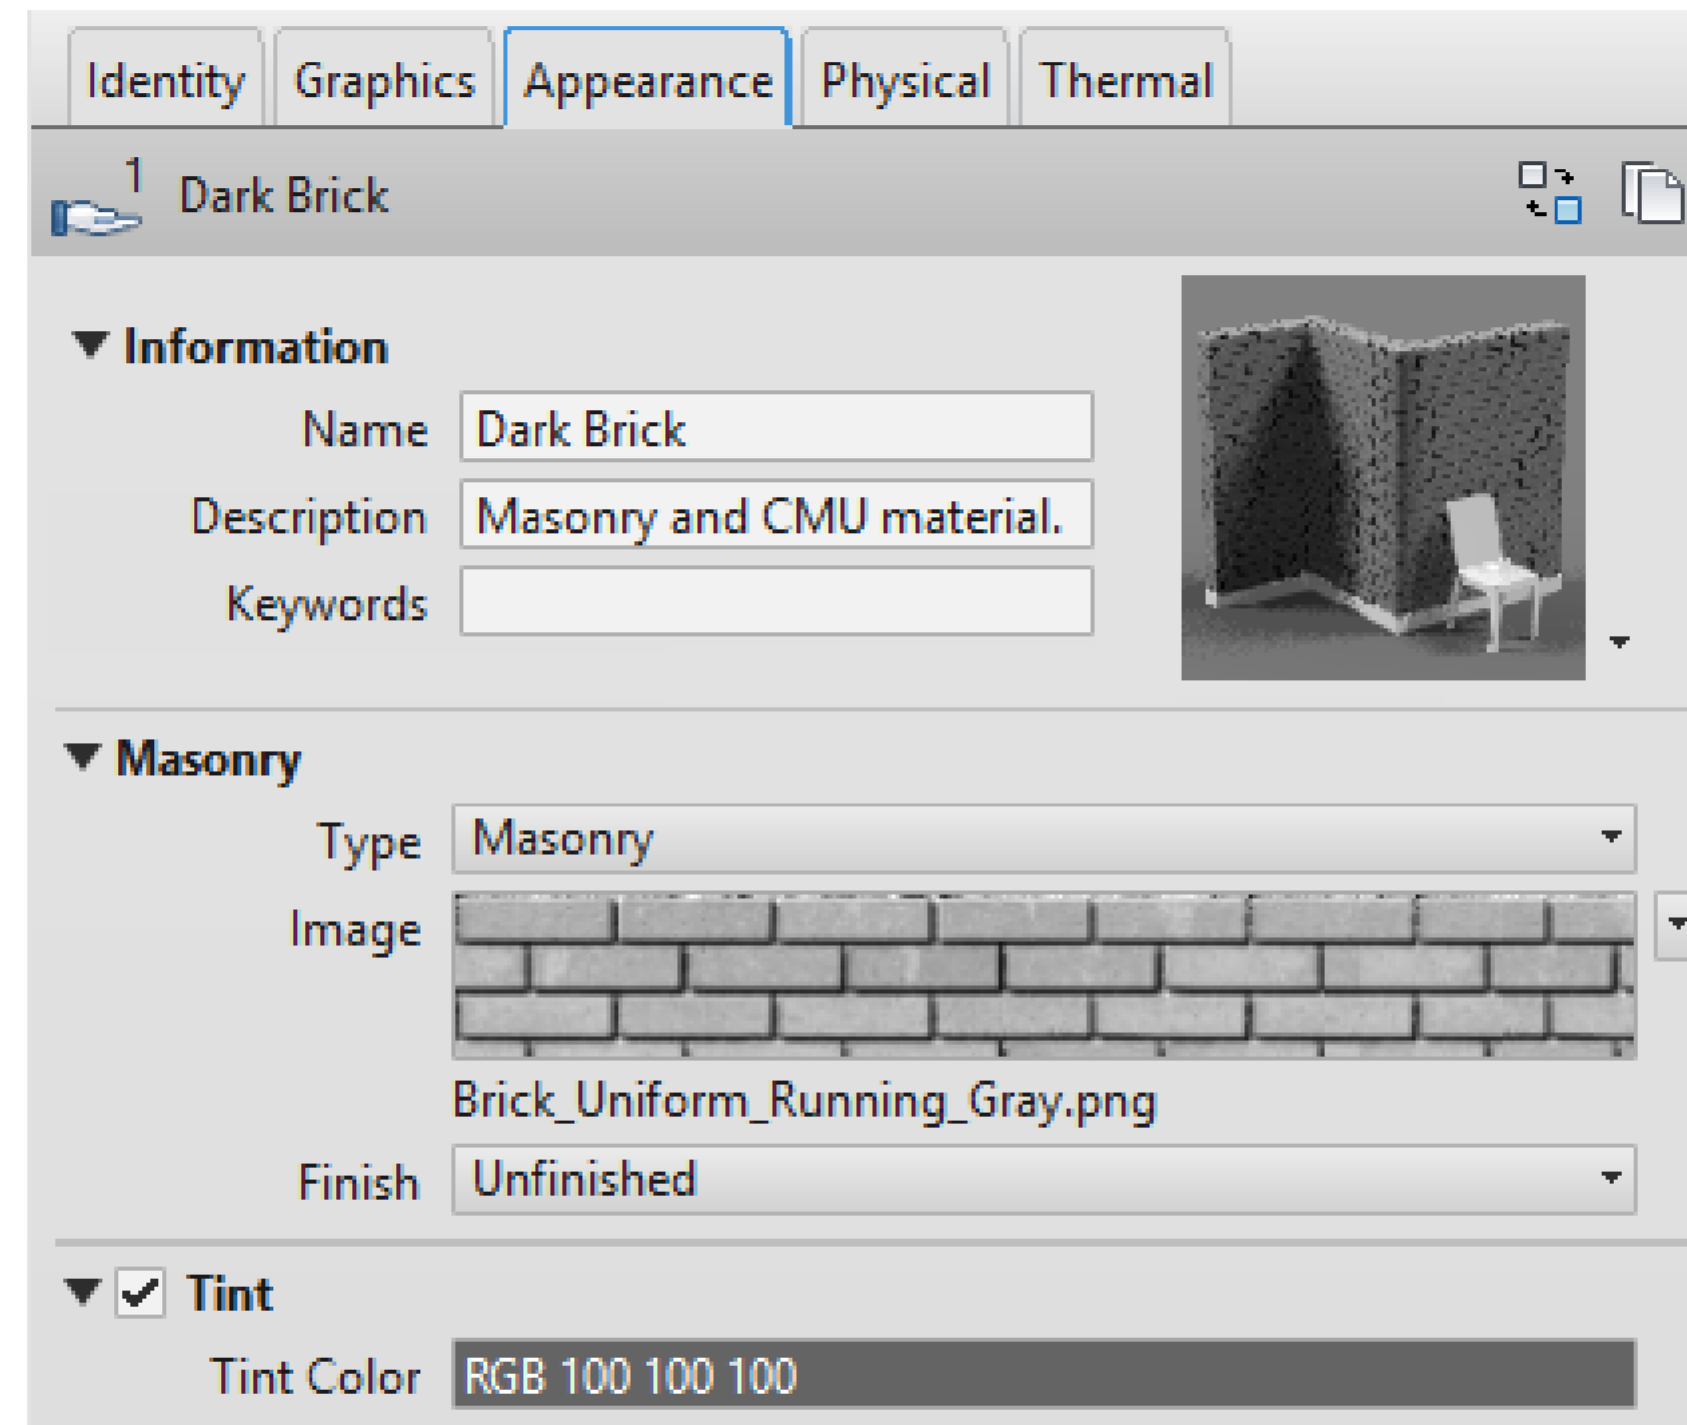 Identity Graphics Appearance Physical Thermal
1 Dark Brick
Information
Name Dark Brick
Description Masonry and CMU material.
Keywords
Masonry
Type Masonry
Image
Brick_Uniform_Running_Gray.png
Finish Unfinished
Tint
Tint Color RGB 100 100 100